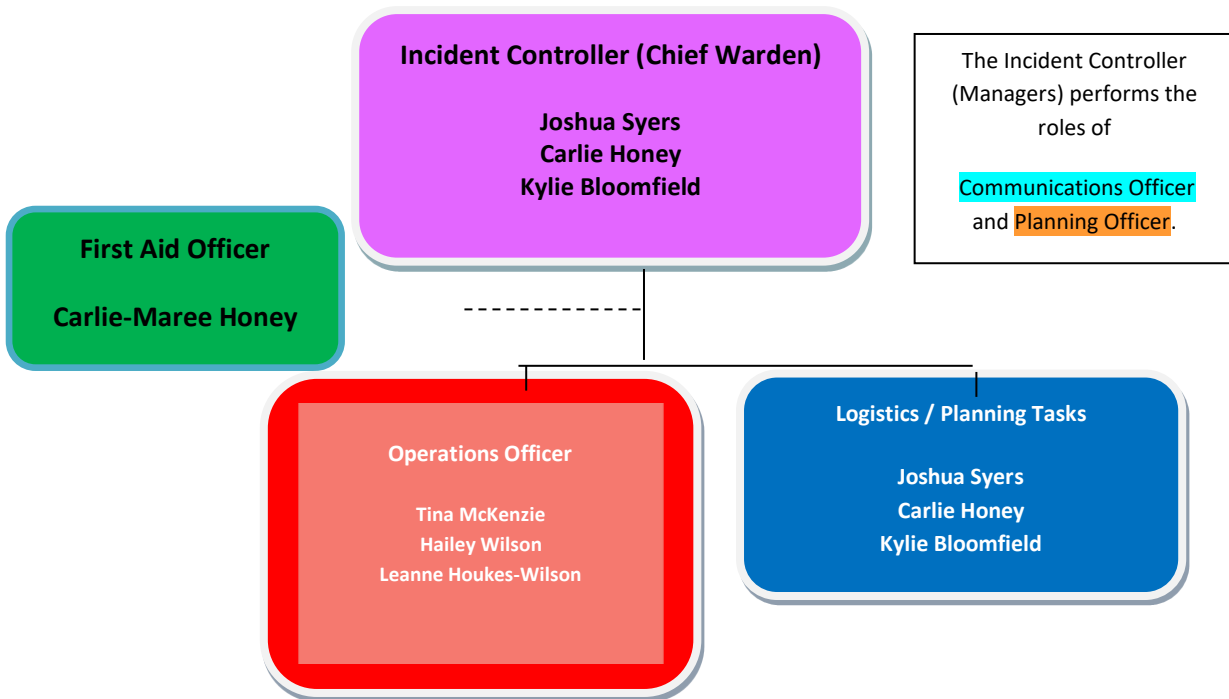 Incident Controller (Chief Warden)
Joshua Syers
Carlie Honey
Kylie Bloomfield
The Incident Controller
(Managers) performs the
roles of
Communications Officer
and Planning Officer.
First Aid Officer
Carlie-Maree Honey
Operations Officer
Tina McKenzie
Hailey Wilson
Leanne Houkes-Wilson
Logistics / Planning Tasks
Joshua Syers
Carlie Honey
Kylie Bloomfield